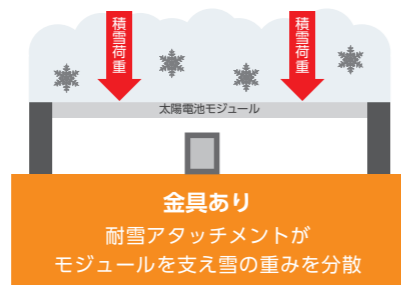 積雪荷重
積雪荷重
太陽電池モジュール
金具あり
耐雪アタッチメントが
モジュールを支え雪の重みを分散